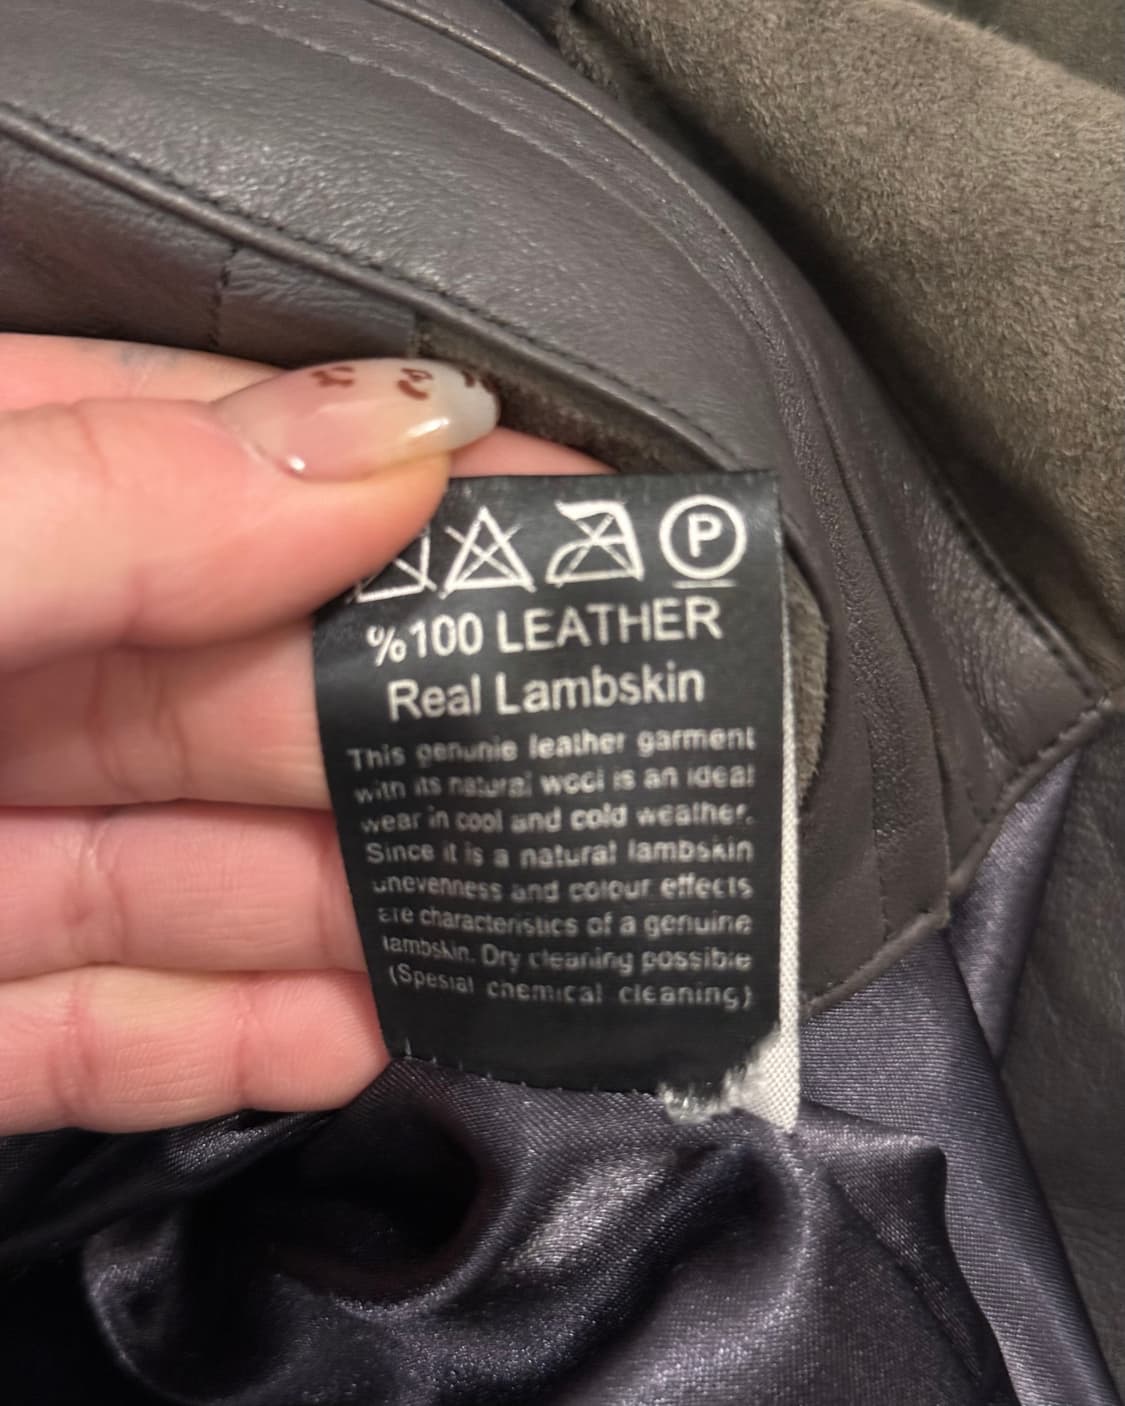 P
%100 LEATHER
Real Lambskin
This genunie leather garment
with its natural wool is an ideal
wear in cool and cold weather.
Since it is a natural lambskin
unevenness and colour effects
are characteristics of a genuine
lambskin. Dry cleaning possible
(Spesial chemical cleaning)